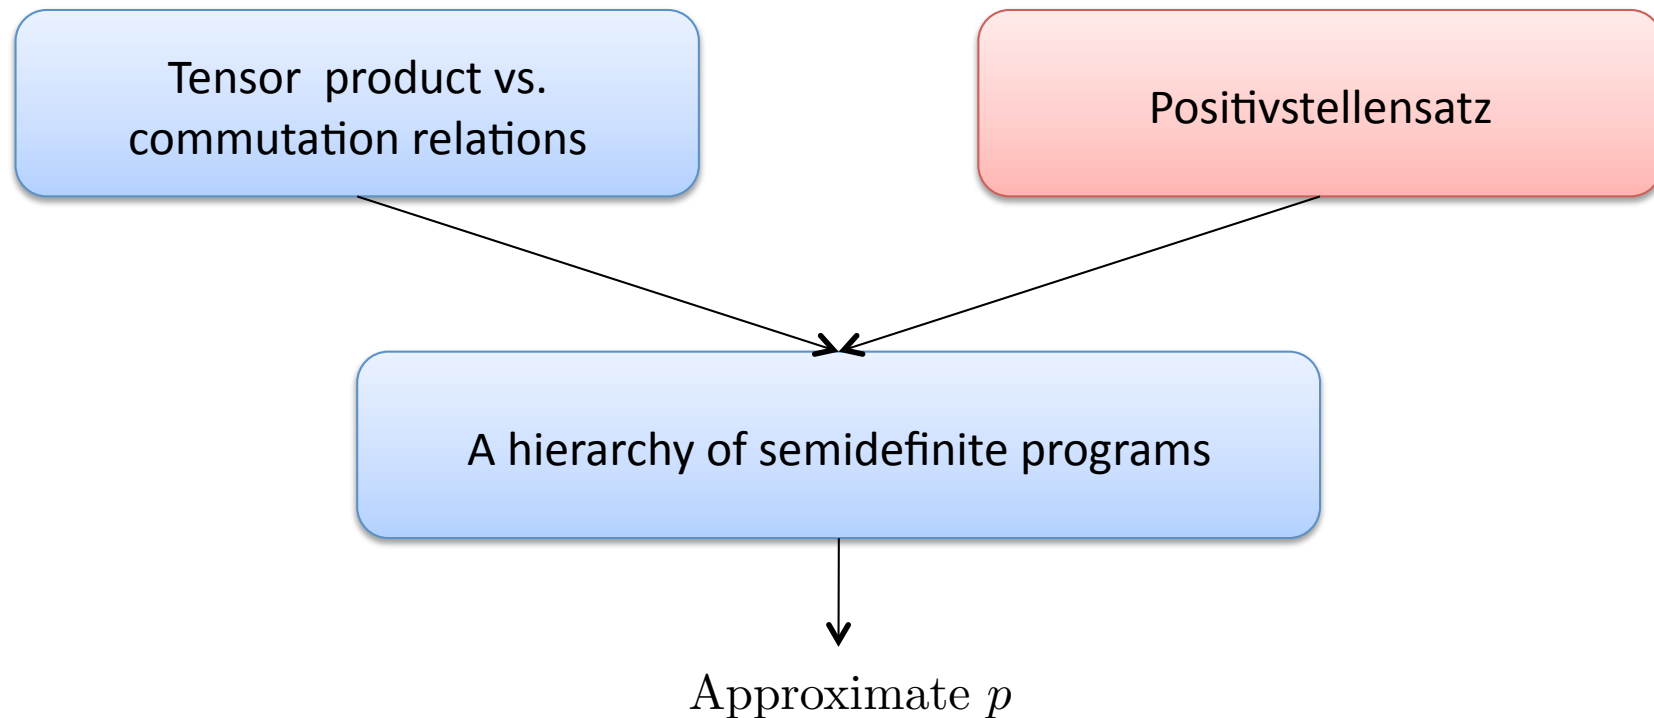 Tensor product vs.
commutation relations
Positivstellensatz
A hierarchy of semidefinite programs
Approximate p